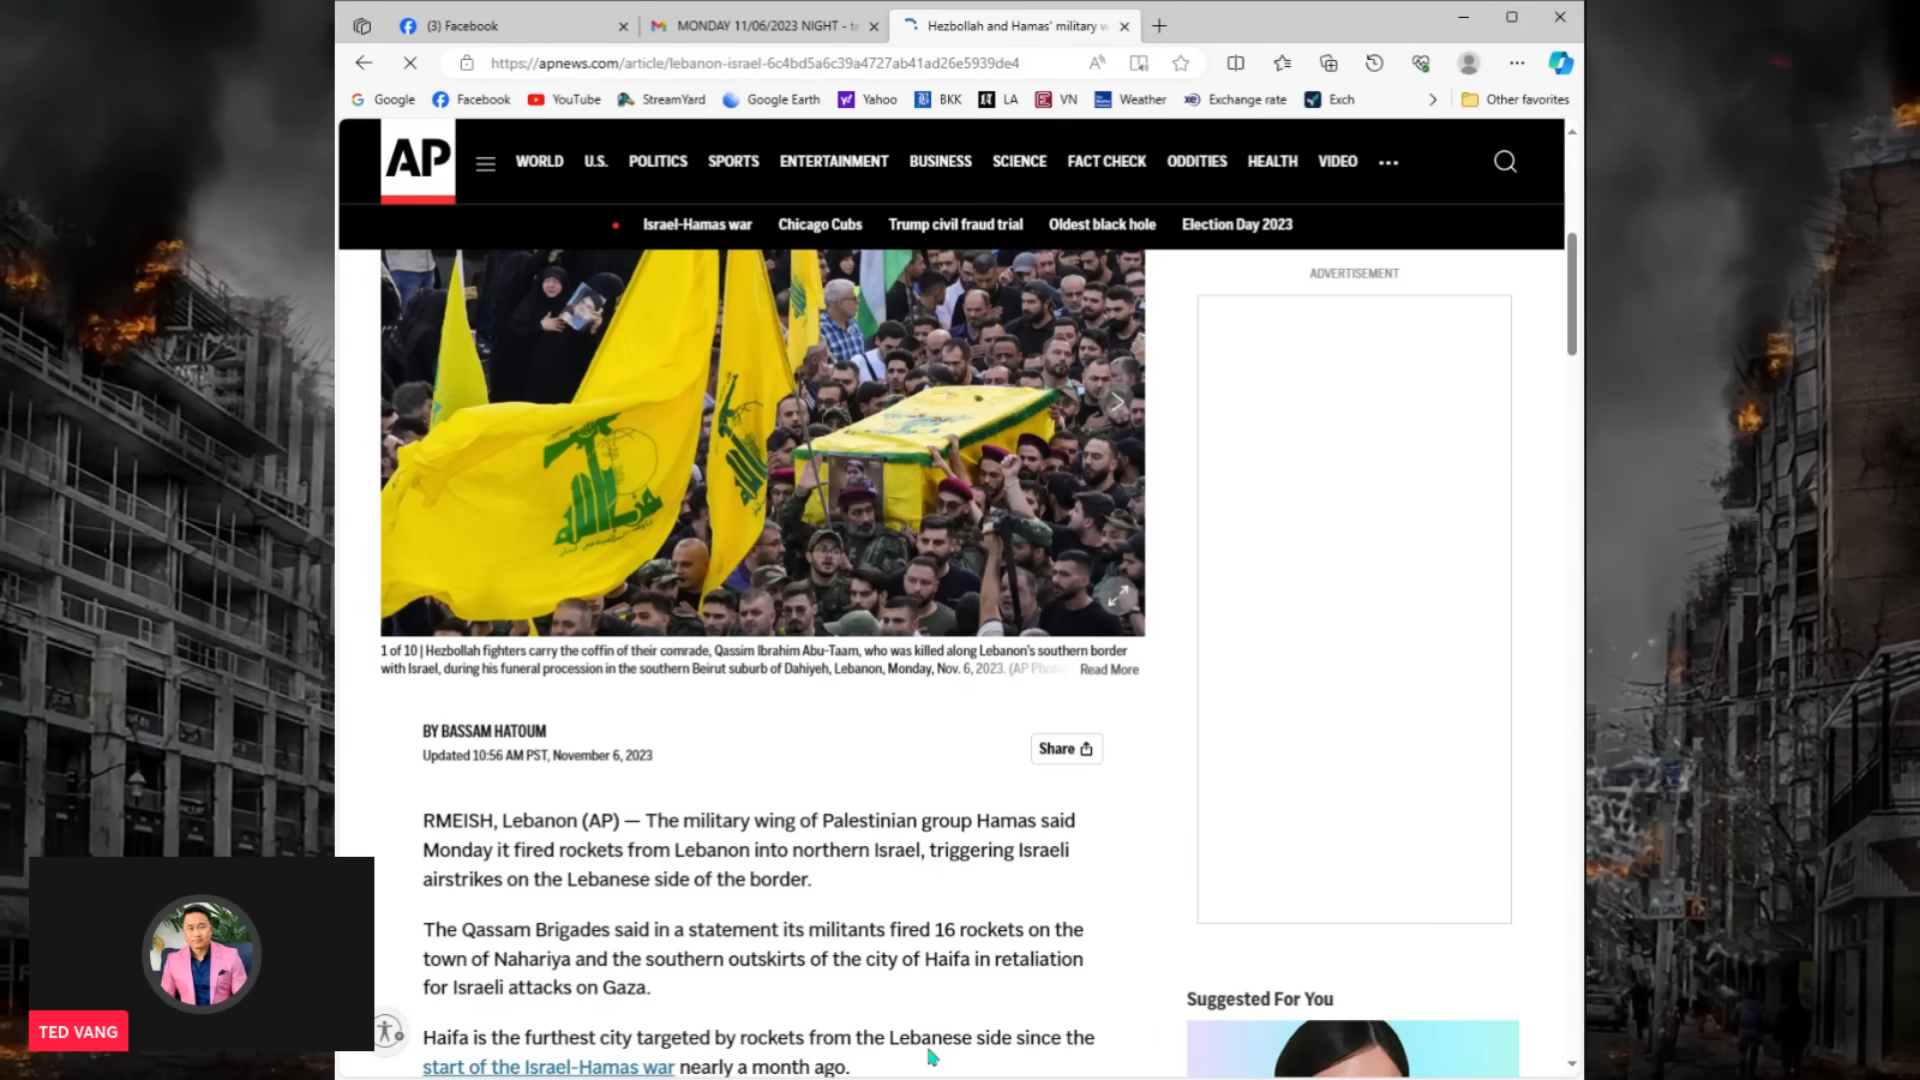 (3) Facebook
MONDAY 11/06/2023 NIGHT - te
Hezbollah and Hamas' military w
https://apnews.com/article/lebanon-israel-6c4bd5a6c39a4727ab41ad26e5939de4
Google Facebook YouTube StreamYard Google Earth Yahoo BKK LA VN Weather Exchange rate Exch Other favorites
AP
WORLD U.S. POLITICS SPORTS ENTERTAINMENT BUSINESS SCIENCE FACT CHECK ODDITIES HEALTH VIDEO
Israel-Hamas war Chicago Cubs Trump civil fraud trial Oldest black hole Election Day 2023
ADVERTISEMENT
حزب الله
1 of 10 | Hezbollah fighters carry the coffin of their comrade, Qassim Ibrahim Abu-Taam, who was killed along Lebanon's southern border
with Israel, during his funeral procession in the southern Beirut suburb of Dahiyeh, Lebanon, Monday, Nov. 6, 2023. (AP Photo Read More
BY BASSAM HATOUM
Updated 10:56 AM PST, November 6, 2023
Share
RMEISH, Lebanon (AP) — The military wing of Palestinian group Hamas said
Monday it fired rockets from Lebanon into northern Israel, triggering Israeli
airstrikes on the Lebanese side of the border.
The Qassam Brigades said in a statement its militants fired 16 rockets on the
town of Nahariya and the southern outskirts of the city of Haifa in retaliation
for Israeli attacks on Gaza.
Haifa is the furthest city targeted by rockets from the Lebanese side since the
start of the Israel-Hamas war nearly a month ago.
Suggested For You
TED VANG